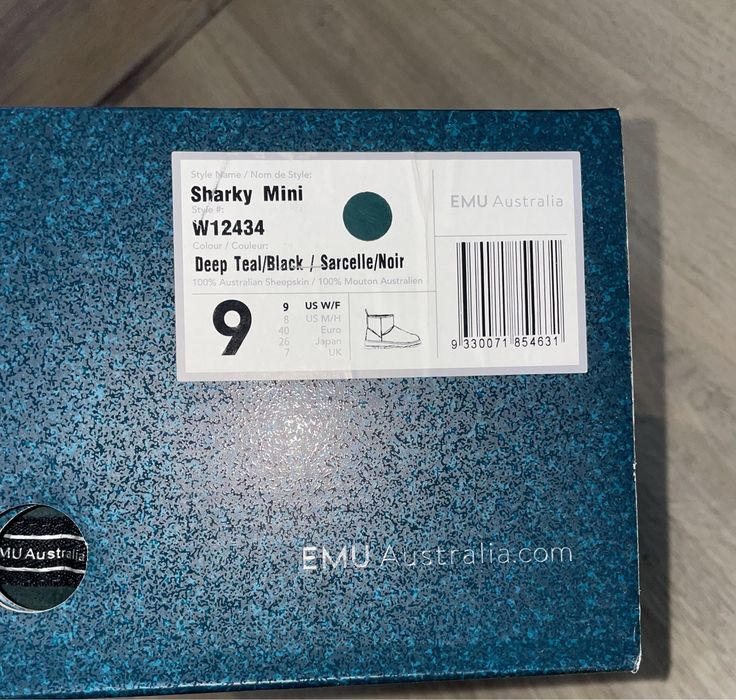 Style Name / Nom de Style:
Sharky Mini
Style #:
W12434
Colour / Couleur:
Deep Teal/Black / Sarcelle/Noir
100% Australian Sheepskin / 100% Mouton Australien
EMU Australia
9
9 US W/F
8 US M/H
40 Euro
26 Japan
7 UK
9 330071 854631
MU Australia
EMU Australia.com